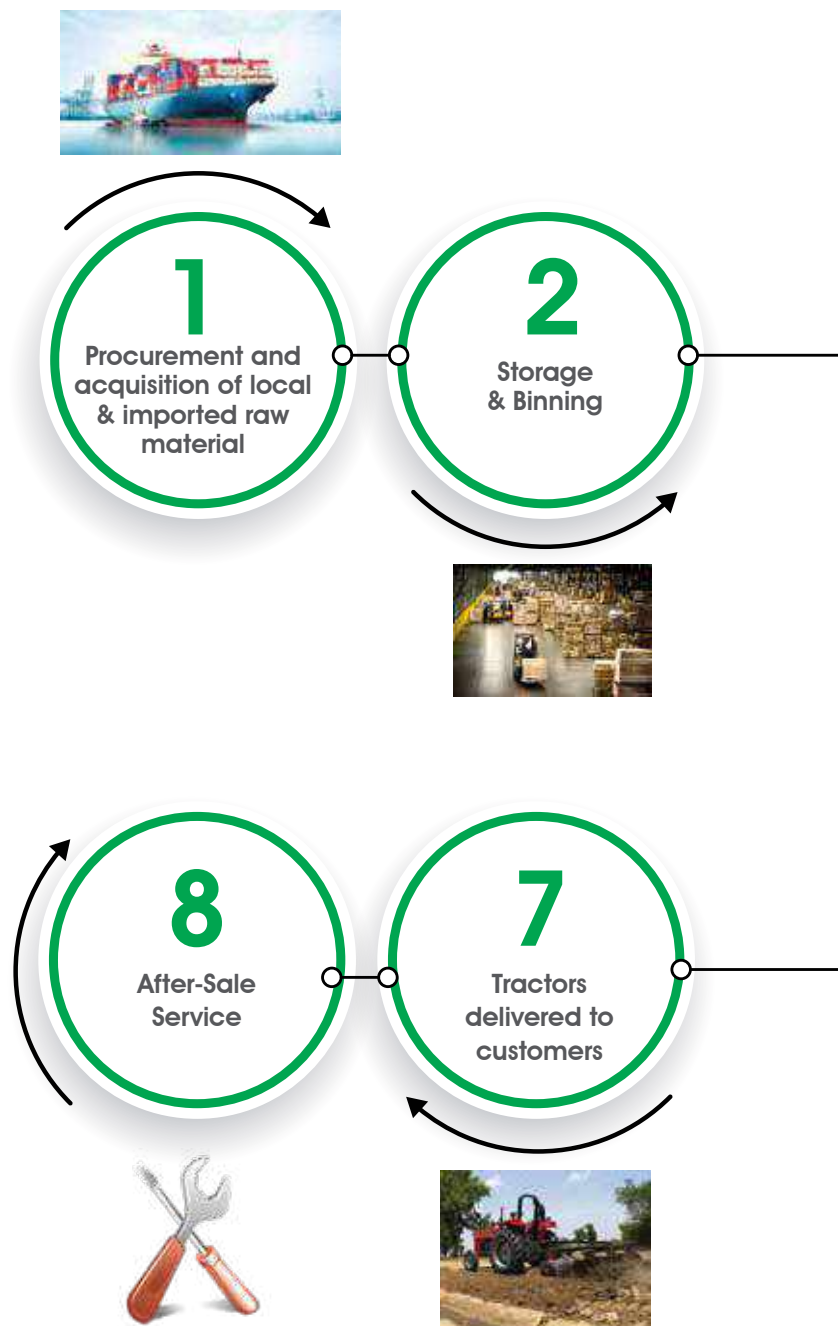 1
Procurement and
acquisition of local
& imported raw
material
2
Storage
& Binning
8
After-Sale
Service
7
Tractors
delivered to
customers